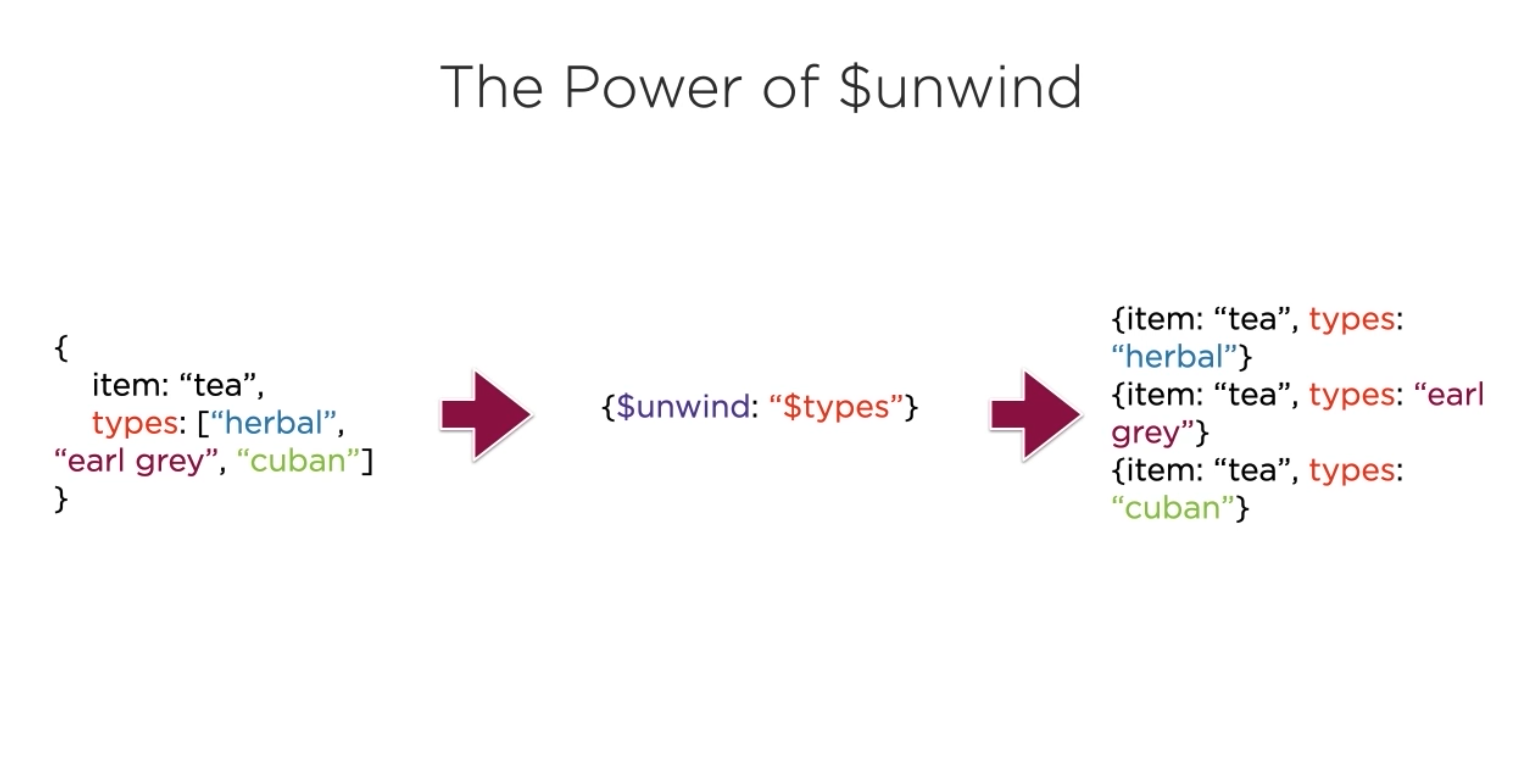 The Power of $unwind
{
item: “tea”,
types: [“herbal”,
“earl grey”, “cuban”]
}
{$unwind: “$types”}
{item: “tea”, types:
“herbal”}
{item: “tea”, types: “earl
grey”}
{item: “tea”, types:
“cuban”}